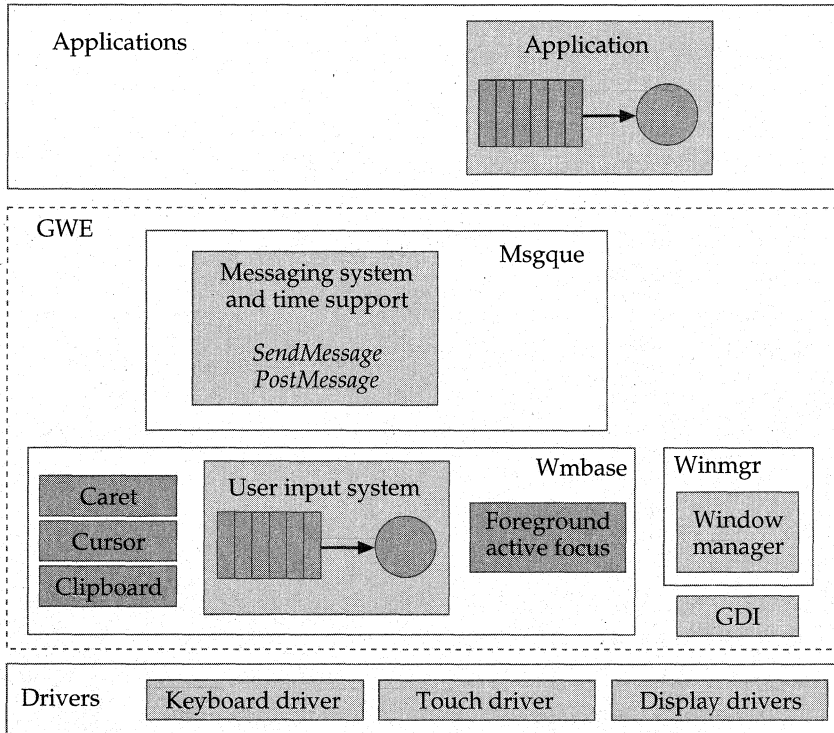 Applications
Application
GWE
Msgque
Messaging system
and time support
SendMessage
PostMessage
Wmbase
Caret
Cursor
Clipboard
User input system
Foreground
active focus
Winmgr
Window
manager
GDI
Drivers
Keyboard driver
Touch driver
Display drivers